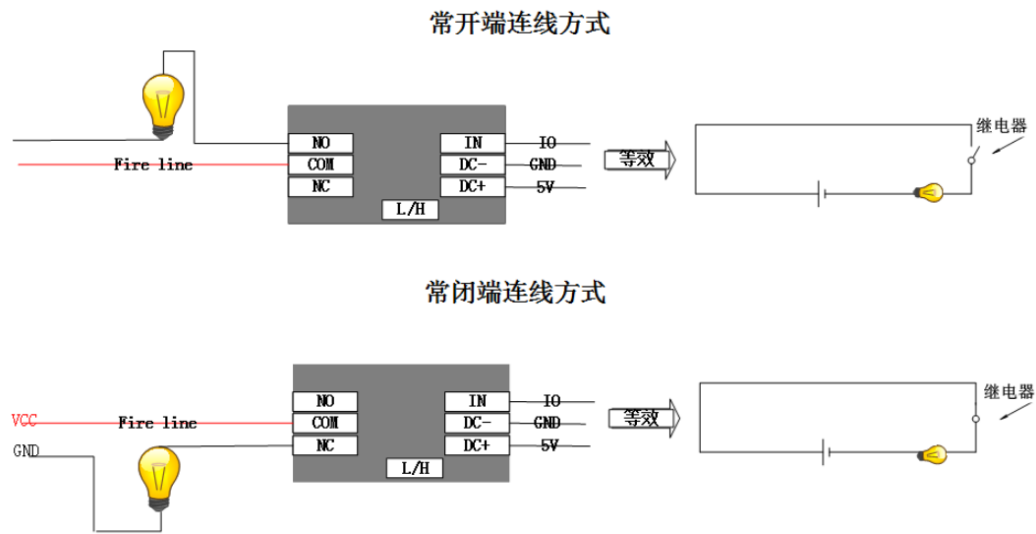 常开端连线方式
NO IN IO
Fire line COM DC- GND 等效 继电器
NC DC+ 5V
L/H
常闭端连线方式
NO IN IO
VCC Fire line COM DC- GND 等效 继电器
GND NC DC+ 5V
L/H